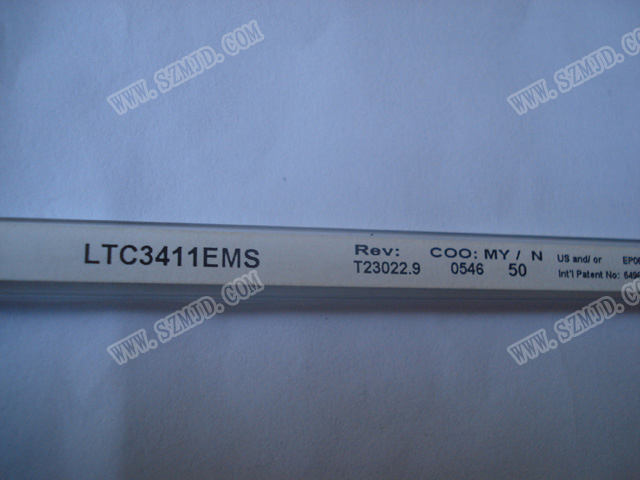 WWW.SZMJD.COM
WWW.SZMJD.COM
LTC3411EMS
Rev: COO: MY / N
T23022.9 0546 50
US and/ or
Int'l Patent No:
WWW.SZMJD.COM
WWW.SZMJD.COM